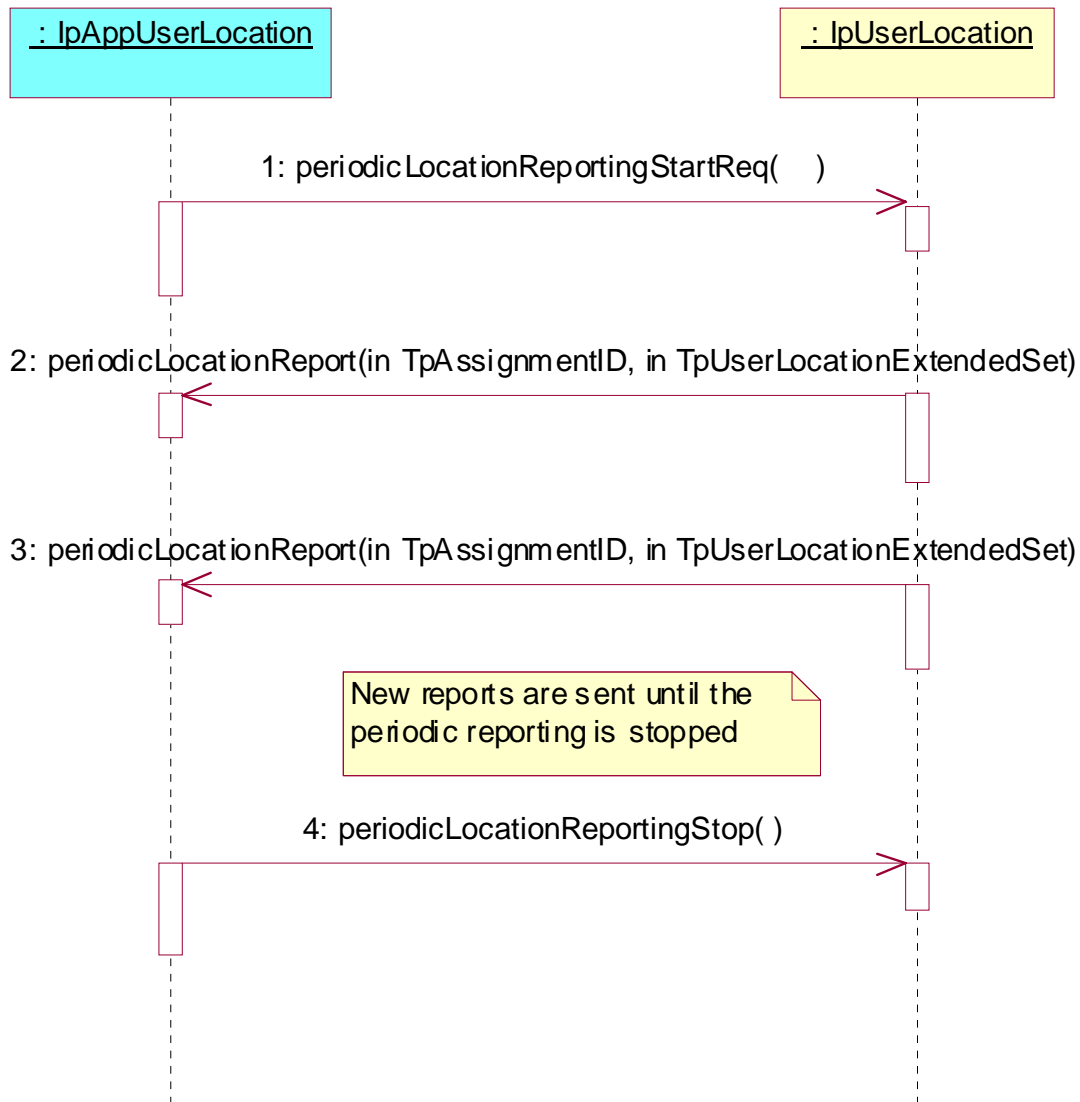 : IpAppUserLocation
: IpUserLocation
1: periodicLocationReportingStartReq( )
2: periodicLocationReport(in TpAssignmentID, in TpUserLocationExtendedSet)
3: periodicLocationReport(in TpAssignmentID, in TpUserLocationExtendedSet)
New reports are sent until the
periodic reporting is stopped
4: periodicLocationReportingStop( )